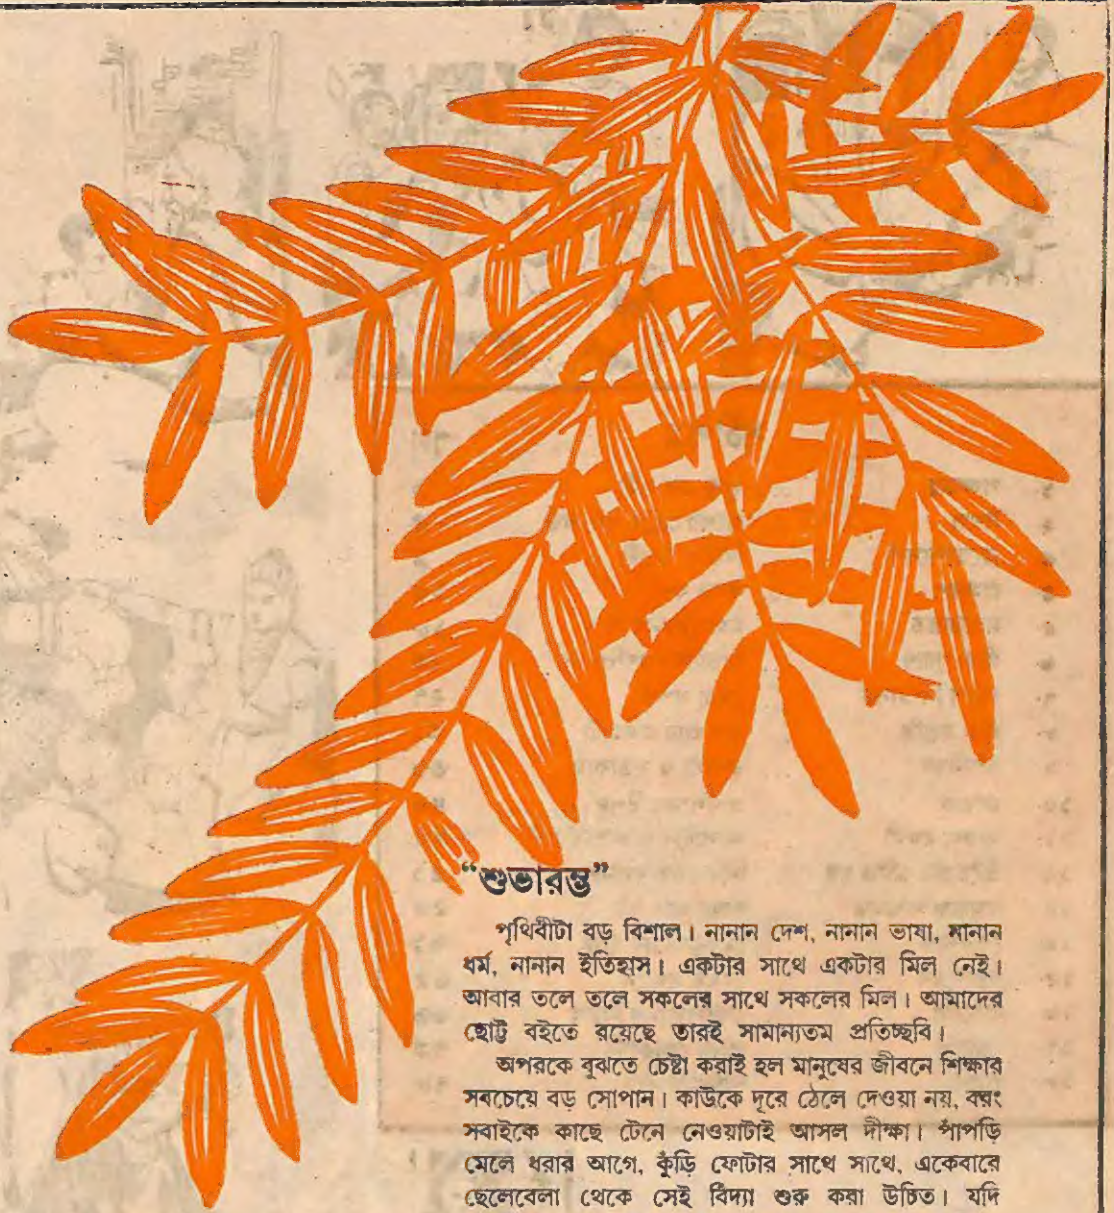 “শুভারম্ভ”
পৃথিবীটা বড় বিশাল। নানান দেশ, নানান ভাষা, নানান
ধর্ম, নানান ইতিহাস। একটার সাথে একটার মিল নেই।
আবার তলে তলে সকলের সাথে সকলের মিল। আমাদের
ছোট্ট বইতে রয়েছে তারই সামান্যতম প্রতিচ্ছবি।
অপরকে বুঝতে চেষ্টা করাই হল মানুষের জীবনে শিক্ষার
সবচেয়ে বড় সোপান। কাউকে দূরে ঠেলে দেওয়া নয়, বরং
সবাইকে কাছে টেনে নেওয়াটাই আসল দীক্ষা। পাঁপড়ি
মেলে ধরার আগে, কুঁড়ি ফোটার সাথে সাথে, একেবারে
ছেলেবেলা থেকে সেই বিদ্যা শুরু করা উচিত। যদি